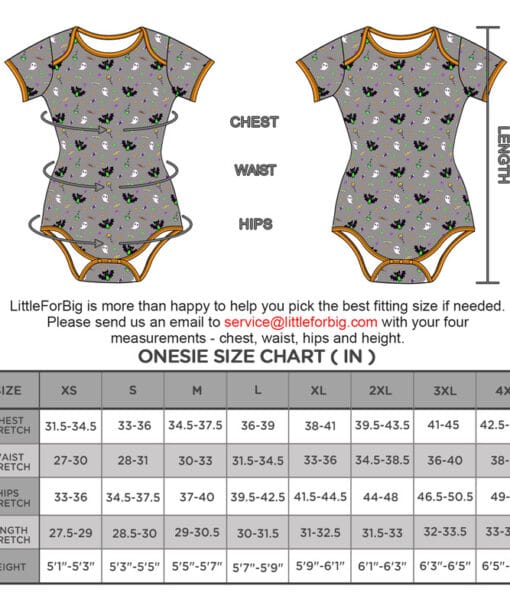 CHEST
WAIST
HIPS
LENGTH
LittleForBig is more than happy to help you pick the best fitting size if needed.
Please send us an email to service@littleforbig.com with your four
measurements - chest, waist, hips and height.
ONESIE SIZE CHART ( IN )
SIZE XS S M L XL 2XL 3XL 4X
HEST
TRETCH 31.5-34.5 33-36 34.5-37.5 36-39 38-41 39.5-43.5 41-45 42.5-
AIST
TRETCH 27-30 28-31 30-33 31.5-34.5 33-36 34.5-38.5 36-40 38-
HIPS
TRETCH 33-36 34.5-37.5 37-40 39.5-42.5 41.5-44.5 44-48 46.5-50.5 49-
NGTH
TRETCH 27.5-29 28.5-30 29-30.5 30-31.5 31-32.5 31.5-33 32-33.5 33-3
EIGHT 5'1"-5'3" 5'3"-5'5" 5'5"-5'7" 5'7"-5'9" 5'9"-6'1" 6'1"-6'3" 6'3"-6'5" 6'5"-